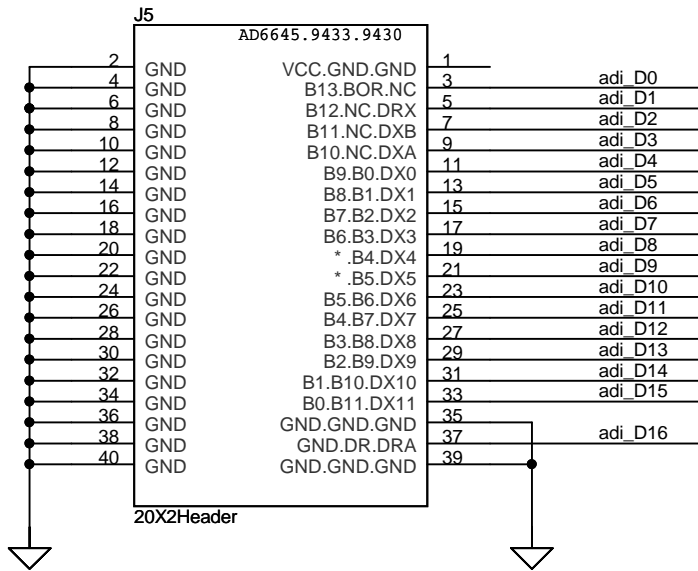 J5
AD6645.9433.9430
2 GND VCC.GND.GND 1
4 GND B13.BOR.NC 3 adi_D0
6 GND B12.NC.DRX 5 adi_D1
8 GND B11.NC.DXB 7 adi_D2
10 GND B10.NC.DXA 9 adi_D3
12 GND B9.B0.DX0 11 adi_D4
14 GND B8.B1.DX1 13 adi_D5
16 GND B7.B2.DX2 15 adi_D6
18 GND B6.B3.DX3 17 adi_D7
20 GND * .B4.DX4 19 adi_D8
22 GND * .B5.DX5 21 adi_D9
24 GND B5.B6.DX6 23 adi_D10
26 GND B4.B7.DX7 25 adi_D11
28 GND B3.B8.DX8 27 adi_D12
30 GND B2.B9.DX9 29 adi_D13
32 GND B1.B10.DX10 31 adi_D14
34 GND B0.B11.DX11 33 adi_D15
36 GND GND.GND.GND 35
38 GND GND.DR.DRA 37 adi_D16
40 GND GND.GND.GND 39
20X2Header